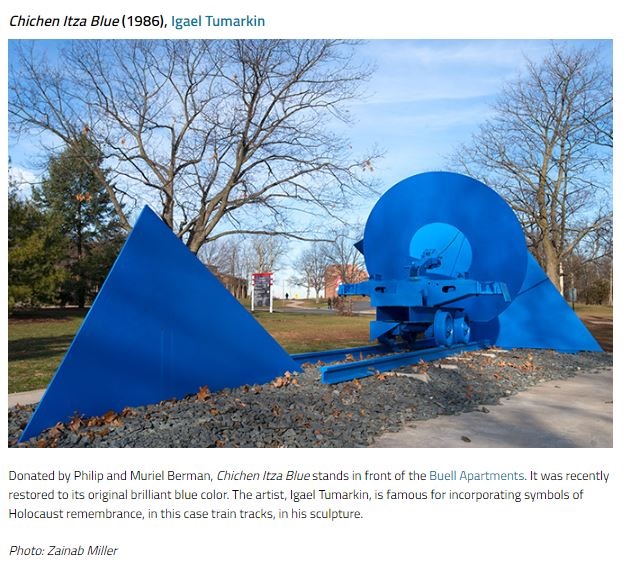 Chichen Itza Blue (1986), Igael Tumarkin
Donated by Philip and Muriel Berman, Chichen Itza Blue stands in front of the Buell Apartments. It was recently
restored to its original brilliant blue color. The artist, Igael Tumarkin, is famous for incorporating symbols of
Holocaust remembrance, in this case train tracks, in his sculpture.
Photo: Zainab Miller